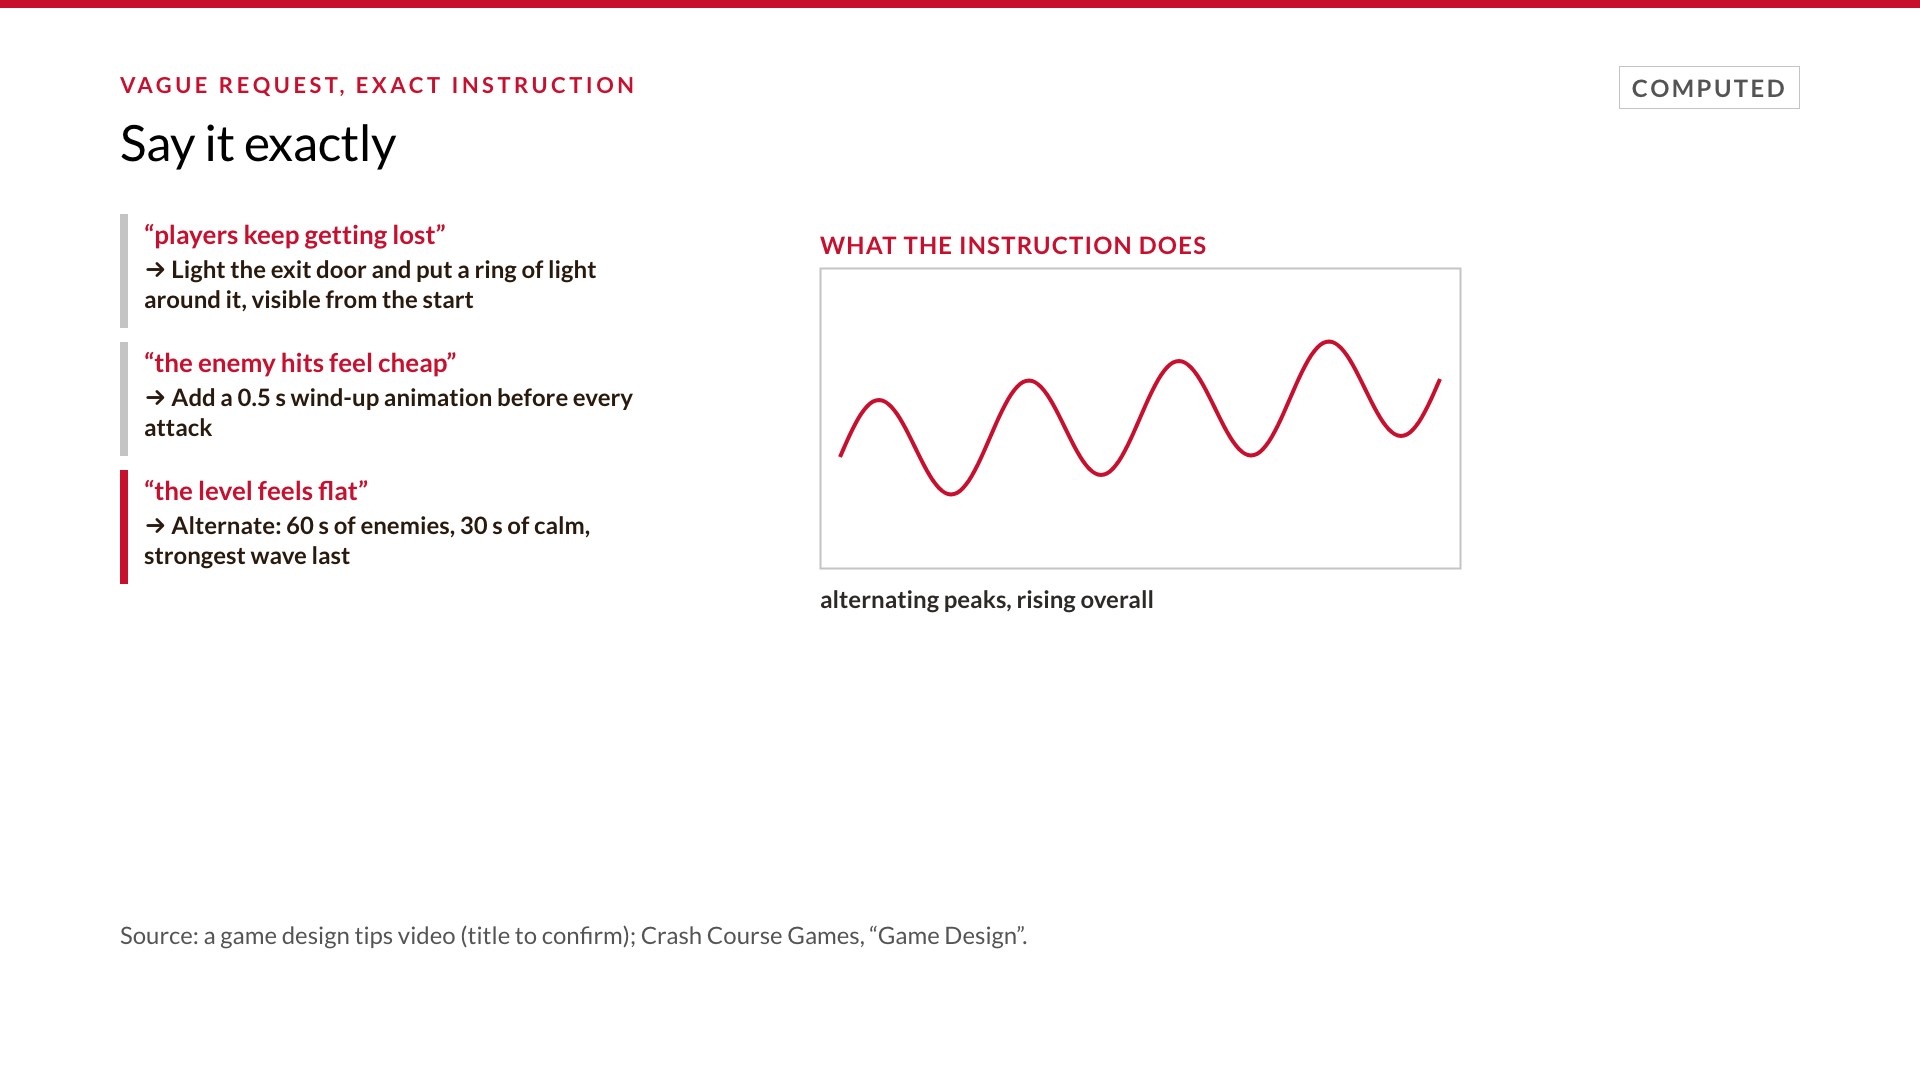 VAGUE REQUEST, EXACT INSTRUCTION
COMPUTED
Say it exactly
“players keep getting lost”
→ Light the exit door and put a ring of light
around it, visible from the start
“the enemy hits feel cheap”
→ Add a 0.5 s wind-up animation before every
attack
“the level feels flat”
→ Alternate: 60 s of enemies, 30 s of calm,
strongest wave last
WHAT THE INSTRUCTION DOES
alternating peaks, rising overall
Source: a game design tips video (title to confirm); Crash Course Games, “Game Design”.